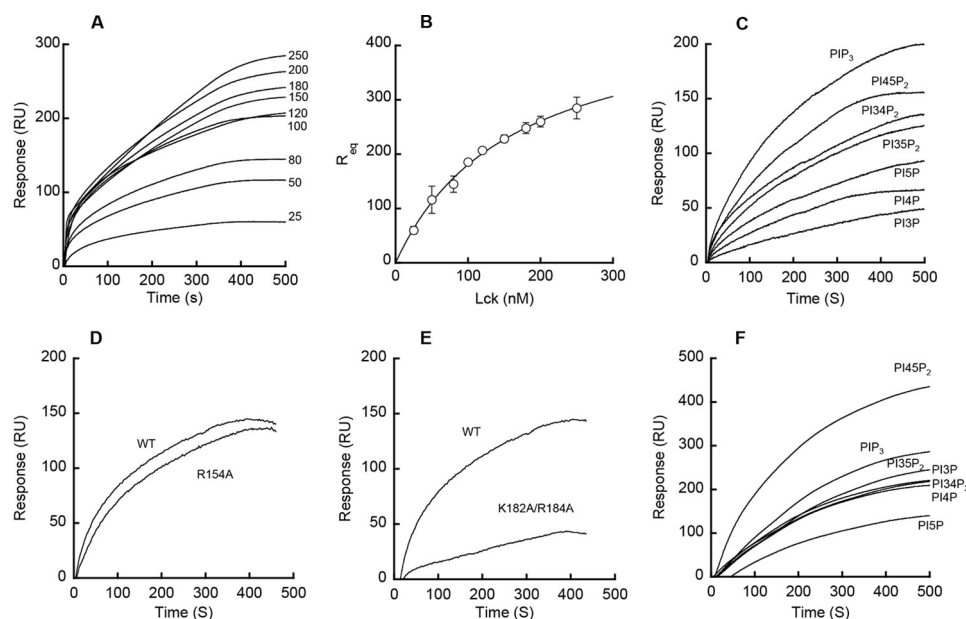 A
Response (RU)
300
200
100
0
250
200
180
150
120
100
80
50
25
0 100 200 300 400 500
Time (s)
B
R_eq
400
300
200
100
0
0 100 200 300
Lck (nM)
C
Response (RU)
200
150
100
50
0
PIP₃
PI45P₂
PI34P₂
PI35P₂
PI5P
PI4P
PI3P
0 100 200 300 400 500
Time (S)
D
Response (RU)
200
150
100
50
0
WT
R154A
0 100 200 300 400 500
Time (S)
E
Response (RU)
200
150
100
50
0
WT
K182A/R184A
0 100 200 300 400 500
Time (S)
F
Response (RU)
500
400
300
200
100
0
PI45P₂
PIP₃
PI35P₂
PI3P
PI34P₂
PI4P
PI5P
0 100 200 300 400 500
Time (S)